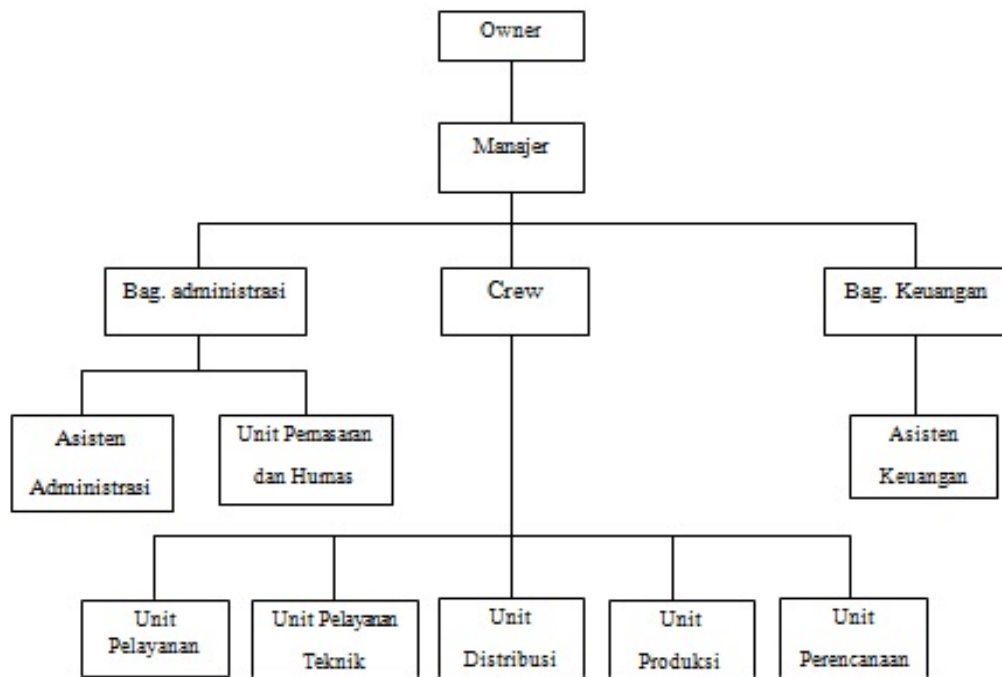 Owner
Manajer
Bag. administrasi
Crew
Bag. Keuangan
Asisten
Administrasi
Unit Pemasaran
dan Humas
Asisten
Keuangan
Unit
Pelayanan
Unit Pelayanan
Teknik
Unit
Distribusi
Unit
Produksi
Unit
Perencanaan